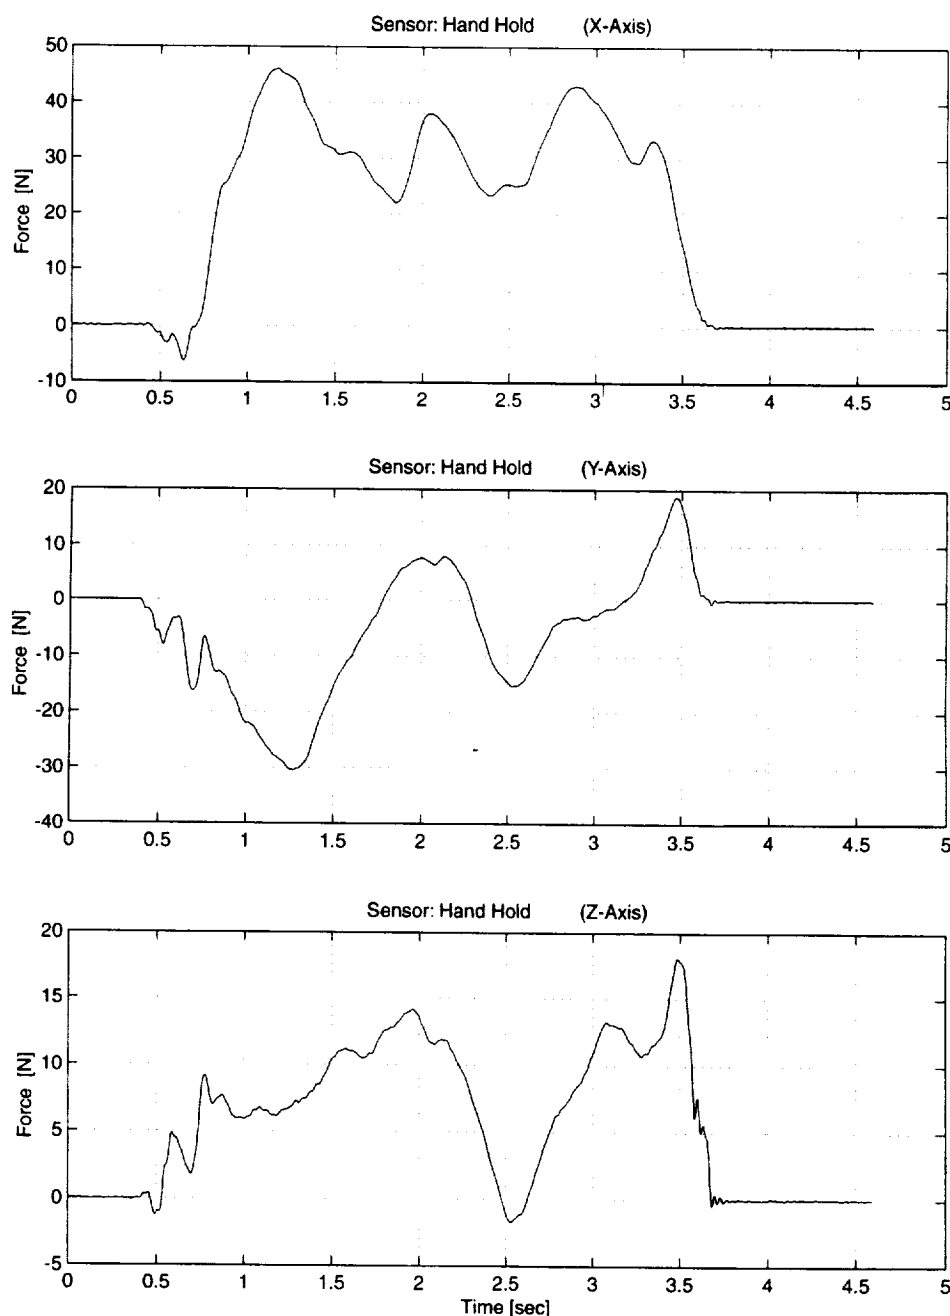 Sensor: Hand Hold (X-Axis)
50
40
30
20
10
0
-10
Force [N]
0 0.5 1 1.5 2 2.5 3 3.5 4 4.5 5
Sensor: Hand Hold (Y-Axis)
20
10
0
-10
-20
-30
-40
Force [N]
0 0.5 1 1.5 2 2.5 3 3.5 4 4.5 5
Sensor: Hand Hold (Z-Axis)
20
15
10
5
0
-5
Force [N]
0 0.5 1 1.5 2 2.5 3 3.5 4 4.5 5
Time [sec]